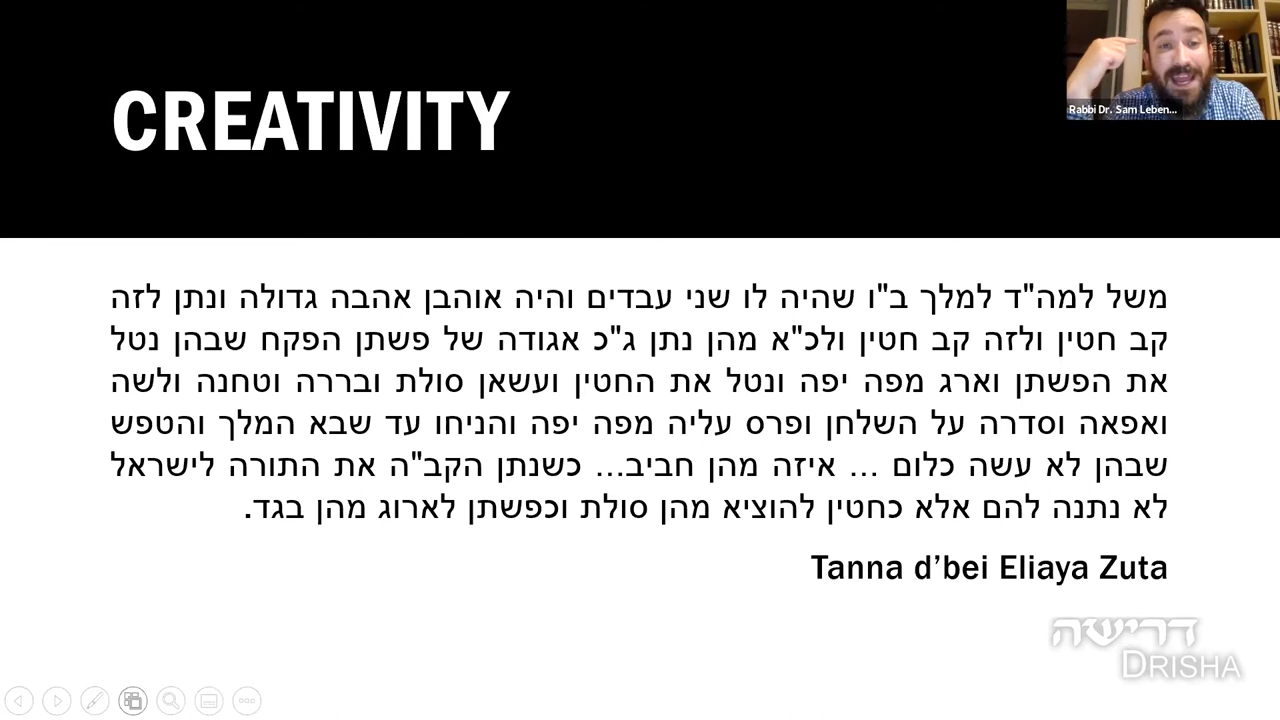 CREATIVITY
Rabbi Dr. Sam Leben...
משל למה"ד למלך ב"ו שהיה לו שני עבדים והיה אוהבן אהבה גדולה ונתן לזה
קב חטין ולזה קב חטין ולכ"א מהן נתן ג"כ אגודה של פשתן הפקח שבהן נטל
את הפשתן וארג מפה יפה ונטל את החטין ועשאן סולת ובררה וטחנה ולשה
ואפאה וסדרה על השלחן ופרס עליה מפה יפה והניחו עד שבא המלך והטפש
שבהן לא עשה כלום ... איזה מהן חביב... כשנתן הקב"ה את התורה לישראל
לא נתנה להם אלא כחטין להוציא מהן סולת וכפשתן לארוג מהן בגד.
Tanna d’bei Eliaya Zuta
דרישה
DRISHA